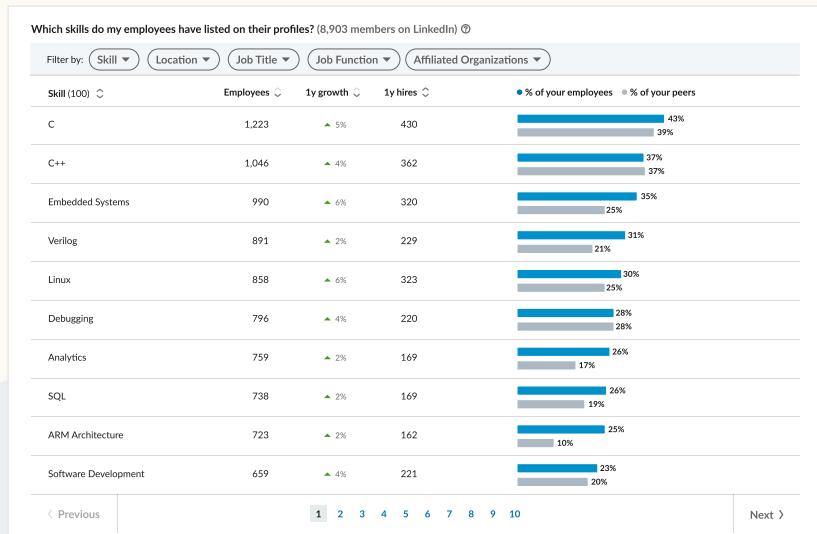 Which skills do my employees have listed on their profiles? (8,903 members on LinkedIn)
Filter by: Skill Location Job Title Job Function Affiliated Organizations
Skill (100) Employees 1y growth 1y hires % of your employees % of your peers
C 1,223 5% 430 43%
39%
C++ 1,046 4% 362 37%
37%
Embedded Systems 990 6% 320 35%
25%
Verilog 891 2% 229 31%
21%
Linux 858 6% 323 30%
25%
Debugging 796 4% 220 28%
28%
Analytics 759 2% 169 26%
17%
SQL 738 2% 169 26%
19%
ARM Architecture 723 2% 162 25%
10%
Software Development 659 4% 221 23%
20%
Previous 1 2 3 4 5 6 7 8 9 10 Next